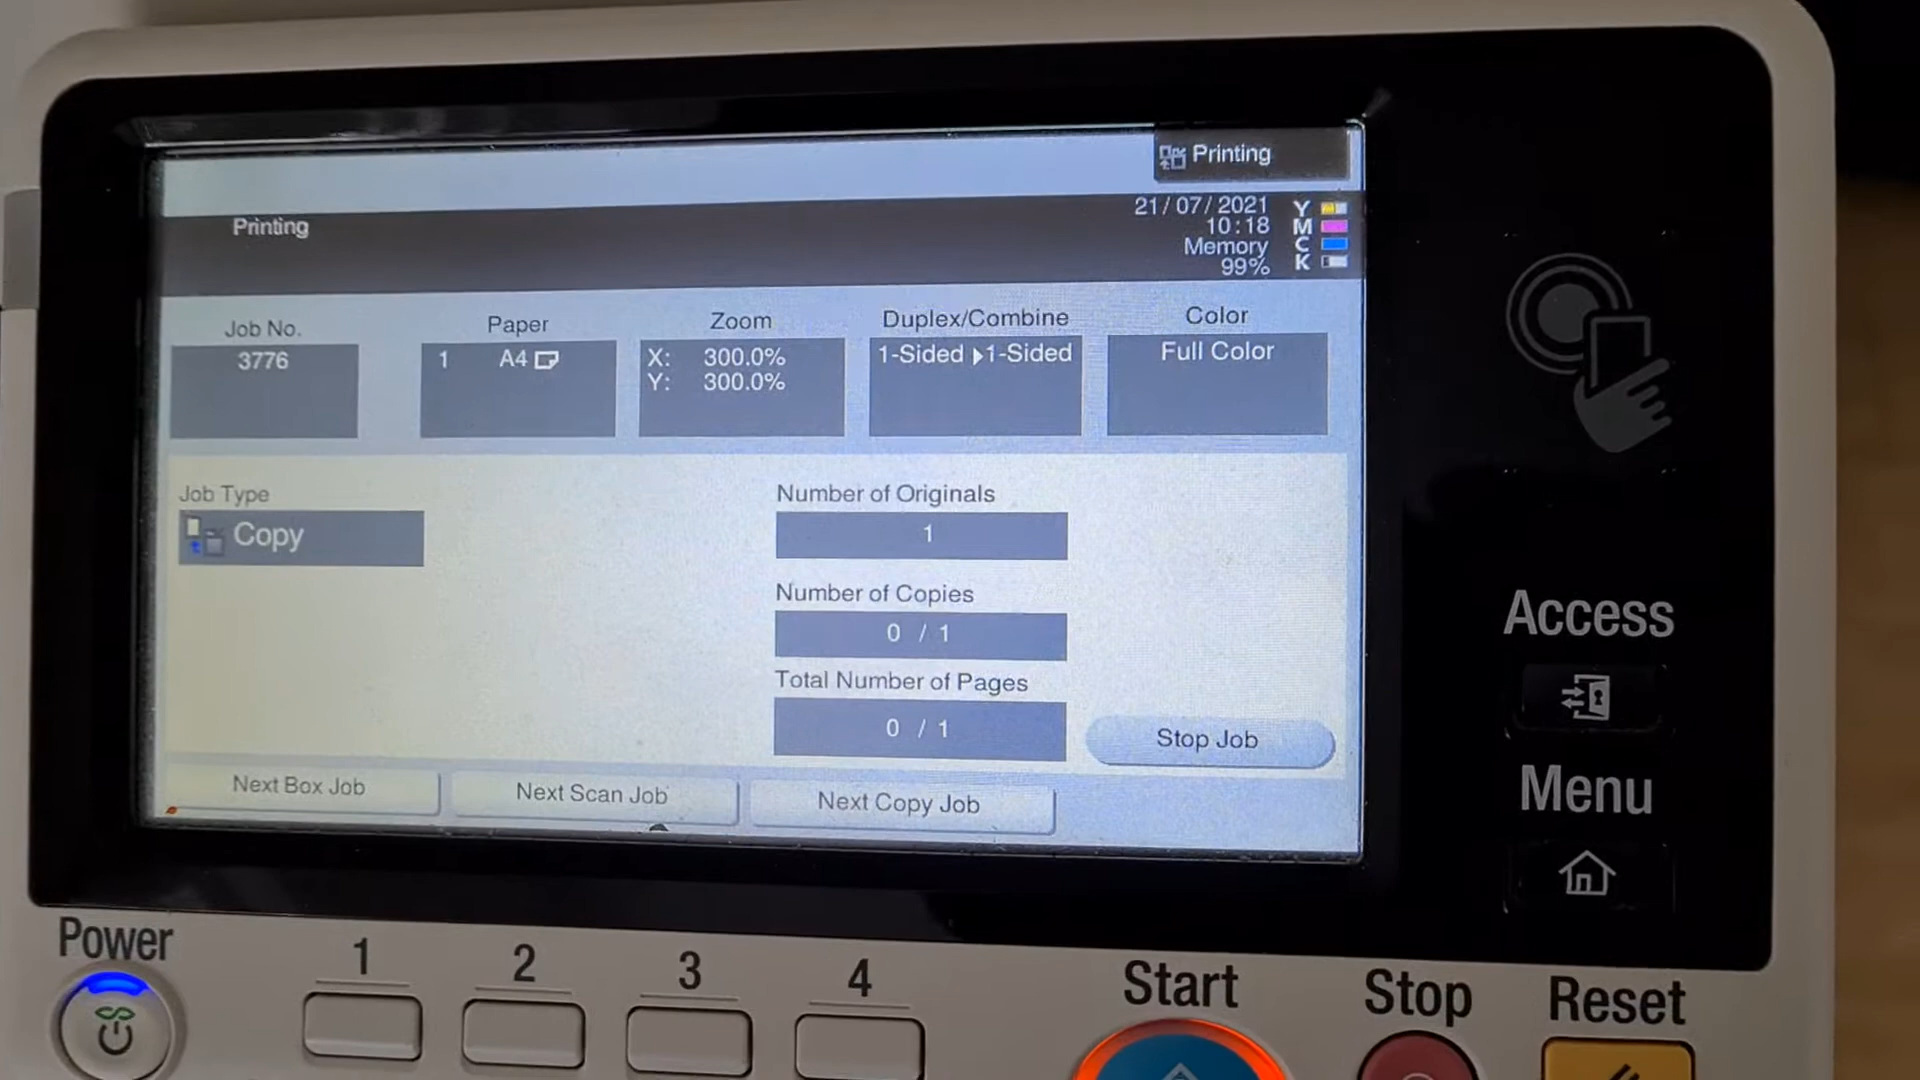 Printing
Printing
21/07/2021
10:18
Memory
99%
Y
M
C
K
Job No.
3776
Paper
1 A4
Zoom
X: 300.0%
Y: 300.0%
Duplex/Combine
1-Sided ▶1-Sided
Color
Full Color
Job Type
Copy
Number of Originals
1
Number of Copies
0 / 1
Total Number of Pages
0 / 1
Stop Job
Next Box Job
Next Scan Job
Next Copy Job
Access
Menu
Power
1
2
3
4
Start
Stop
Reset